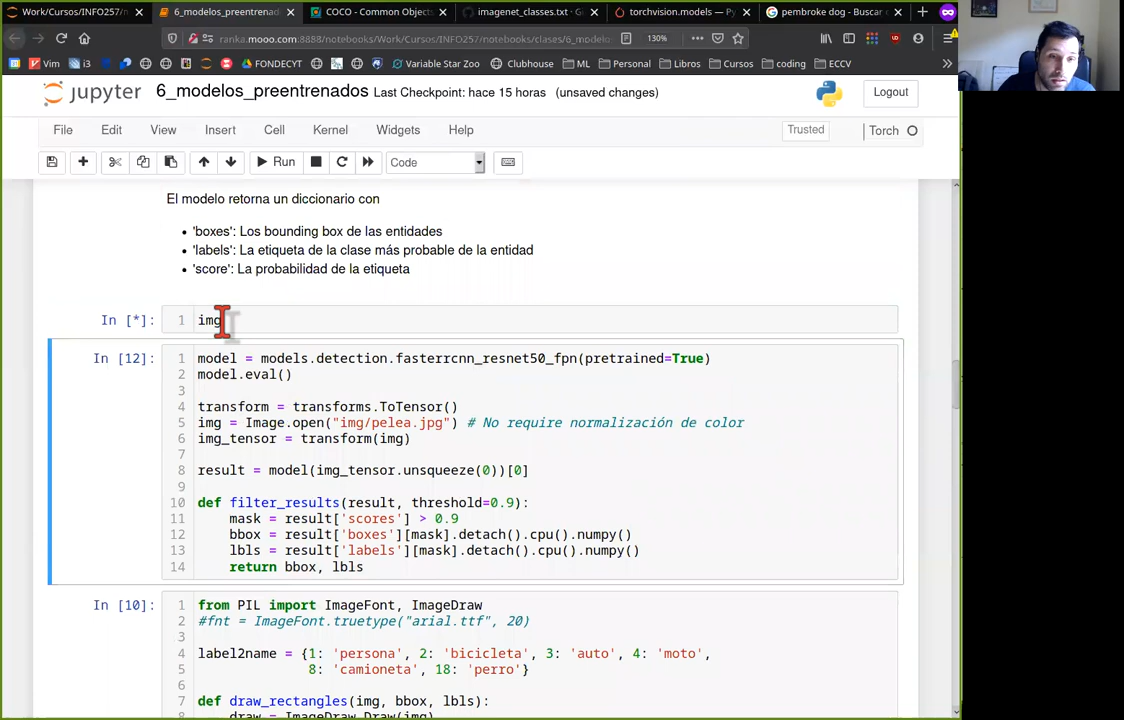 Work/Cursos/INFO257/n
6_modelos_preentrenad
COCO - Common Object
imagenet_classes.txt - G
torchvision.models — Py
pembroke dog - Buscar
ranka.mooo.com:8888/notebooks/Work/Cursos/INFO257/notebooks/clases/6_modelo
130%
Vim
i3
FONDECYT
Variable Star Zoo
Clubhouse
ML
Personal
Libros
Cursos
coding
ECCV
jupyter 6_modelos_preentrenados Last Checkpoint: hace 15 horas (unsaved changes)
Logout
File Edit View Insert Cell Kernel Widgets Help
Trusted
Torch
Run
Code
El modelo retorna un diccionario con
• 'boxes': Los bounding box de las entidades
• 'labels': La etiqueta de la clase más probable de la entidad
• 'score': La probabilidad de la etiqueta
In [*]:
1 img
In [12]:
1 model = models.detection.fasterrcnn_resnet50_fpn(pretrained=True)
2 model.eval()
3
4 transform = transforms.ToTensor()
5 img = Image.open("img/pelea.jpg") # No require normalización de color
6 img_tensor = transform(img)
7
8 result = model(img_tensor.unsqueeze(0))[0]
9
10 def filter_results(result, threshold=0.9):
11 mask = result['scores'] > 0.9
12 bbox = result['boxes'][mask].detach().cpu().numpy()
13 lbls = result['labels'][mask].detach().cpu().numpy()
14 return bbox, lbls
In [10]:
1 from PIL import ImageFont, ImageDraw
2 #fnt = ImageFont.truetype("arial.ttf", 20)
3
4 label2name = {1: 'persona', 2: 'bicicleta', 3: 'auto', 4: 'moto',
5 8: 'camioneta', 18: 'perro'}
6
7 def draw_rectangles(img, bbox, lbls):
8 draw = ImageDraw.Draw(img)